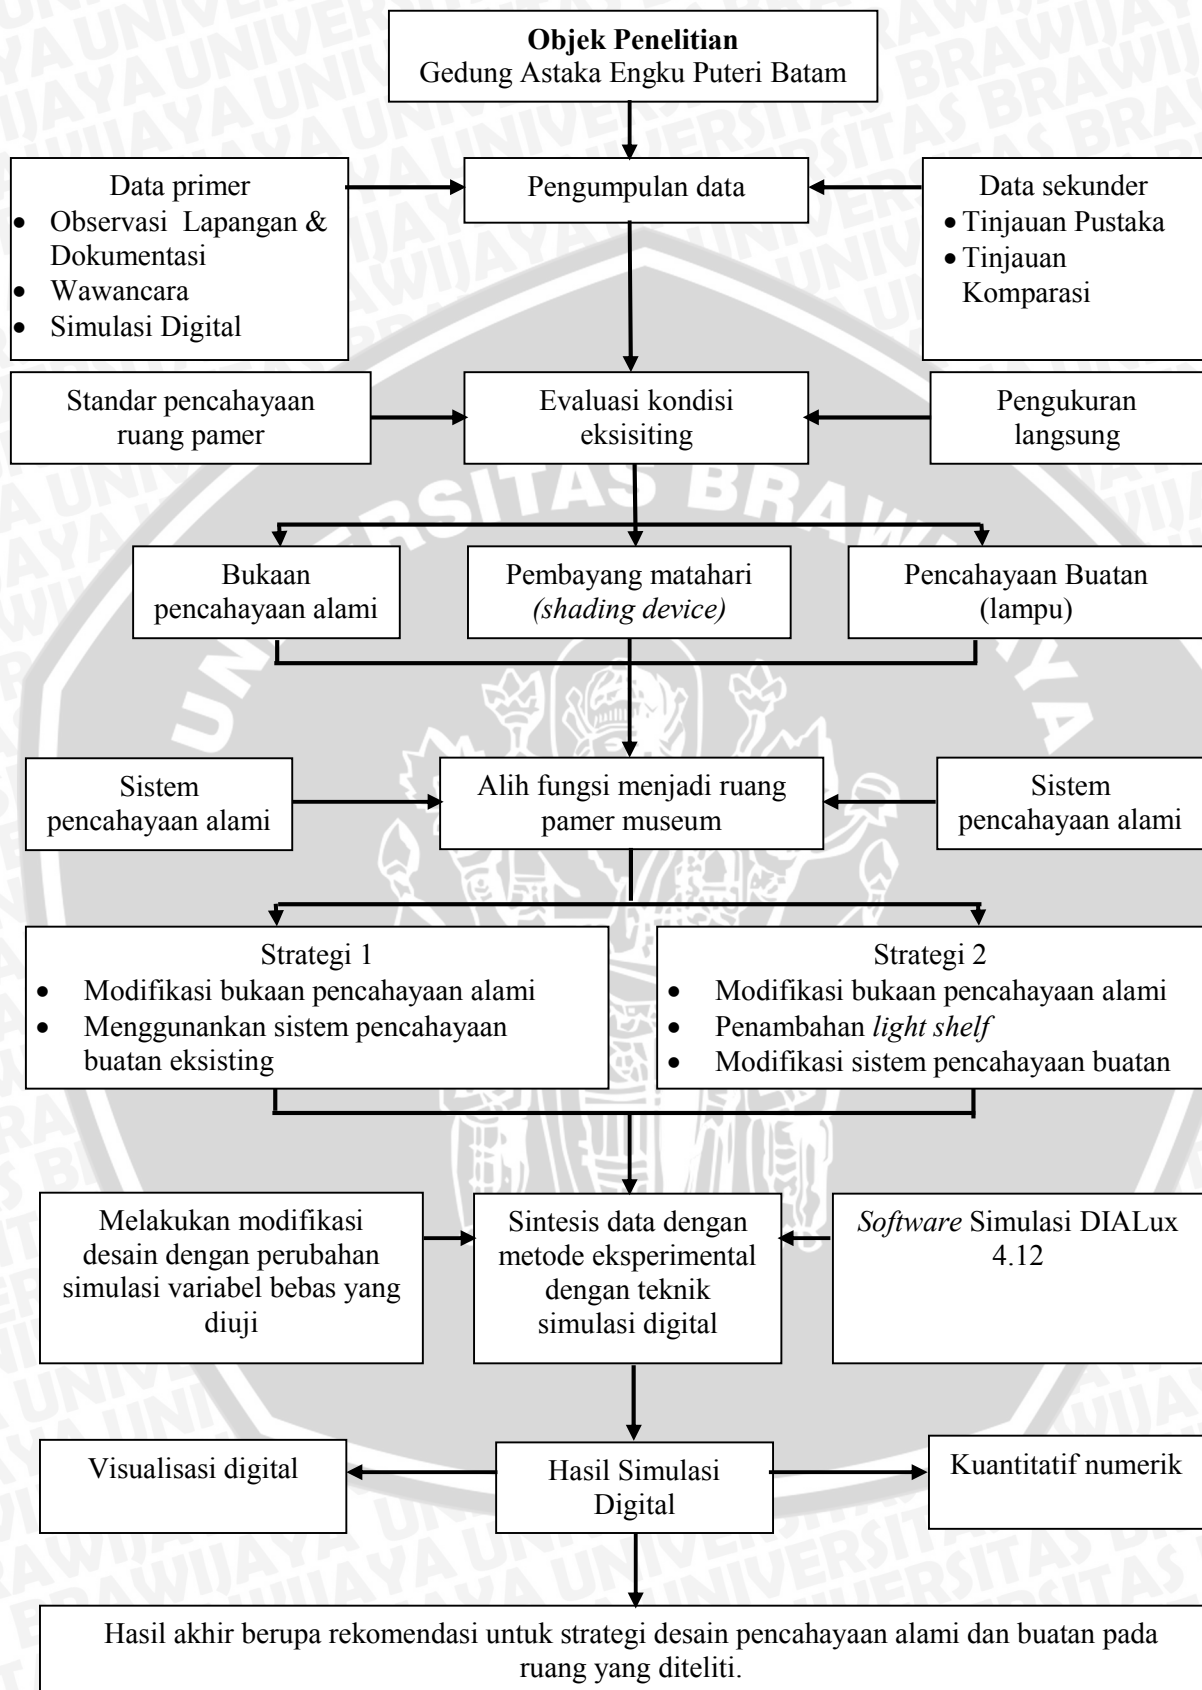 Objek Penelitian
Gedung Astaka Engku Puteri Batam
Data primer
• Observasi Lapangan &
Dokumentasi
• Wawancara
• Simulasi Digital
Pengumpulan data
Data sekunder
• Tinjauan Pustaka
• Tinjauan
Komparasi
Standar pencahayaan
ruang pamer
Evaluasi kondisi
eksisiting
Pengukuran
langsung
UNIVERSITAS BRAWIJAYA
Bukaan
pencahayaan alami
Pembayang matahari
(shading device)
Pencahayaan Buatan
(lampu)
Sistem
pencahayaan alami
Alih fungsi menjadi ruang
pamer museum
Sistem
pencahayaan alami
Strategi 1
• Modifikasi bukaan pencahayaan alami
• Menggunankan sistem pencahayaan
buatan eksisting
Strategi 2
• Modifikasi bukaan pencahayaan alami
• Penambahan light shelf
• Modifikasi sistem pencahayaan buatan
Melakukan modifikasi
desain dengan perubahan
simulasi variabel bebas yang
diuji
Sintesis data dengan
metode eksperimental
dengan teknik
simulasi digital
Software Simulasi DIALux
4.12
Visualisasi digital
Hasil Simulasi
Digital
Kuantitatif numerik
Hasil akhir berupa rekomendasi untuk strategi desain pencahayaan alami dan buatan pada
ruang yang diteliti.